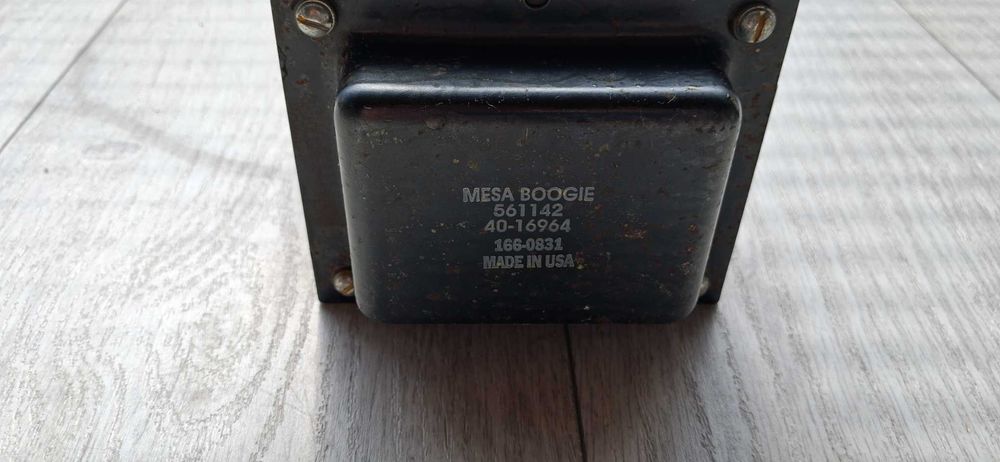 MESA BOOGIE
561142
40-16964
166-0831
MADE IN USA